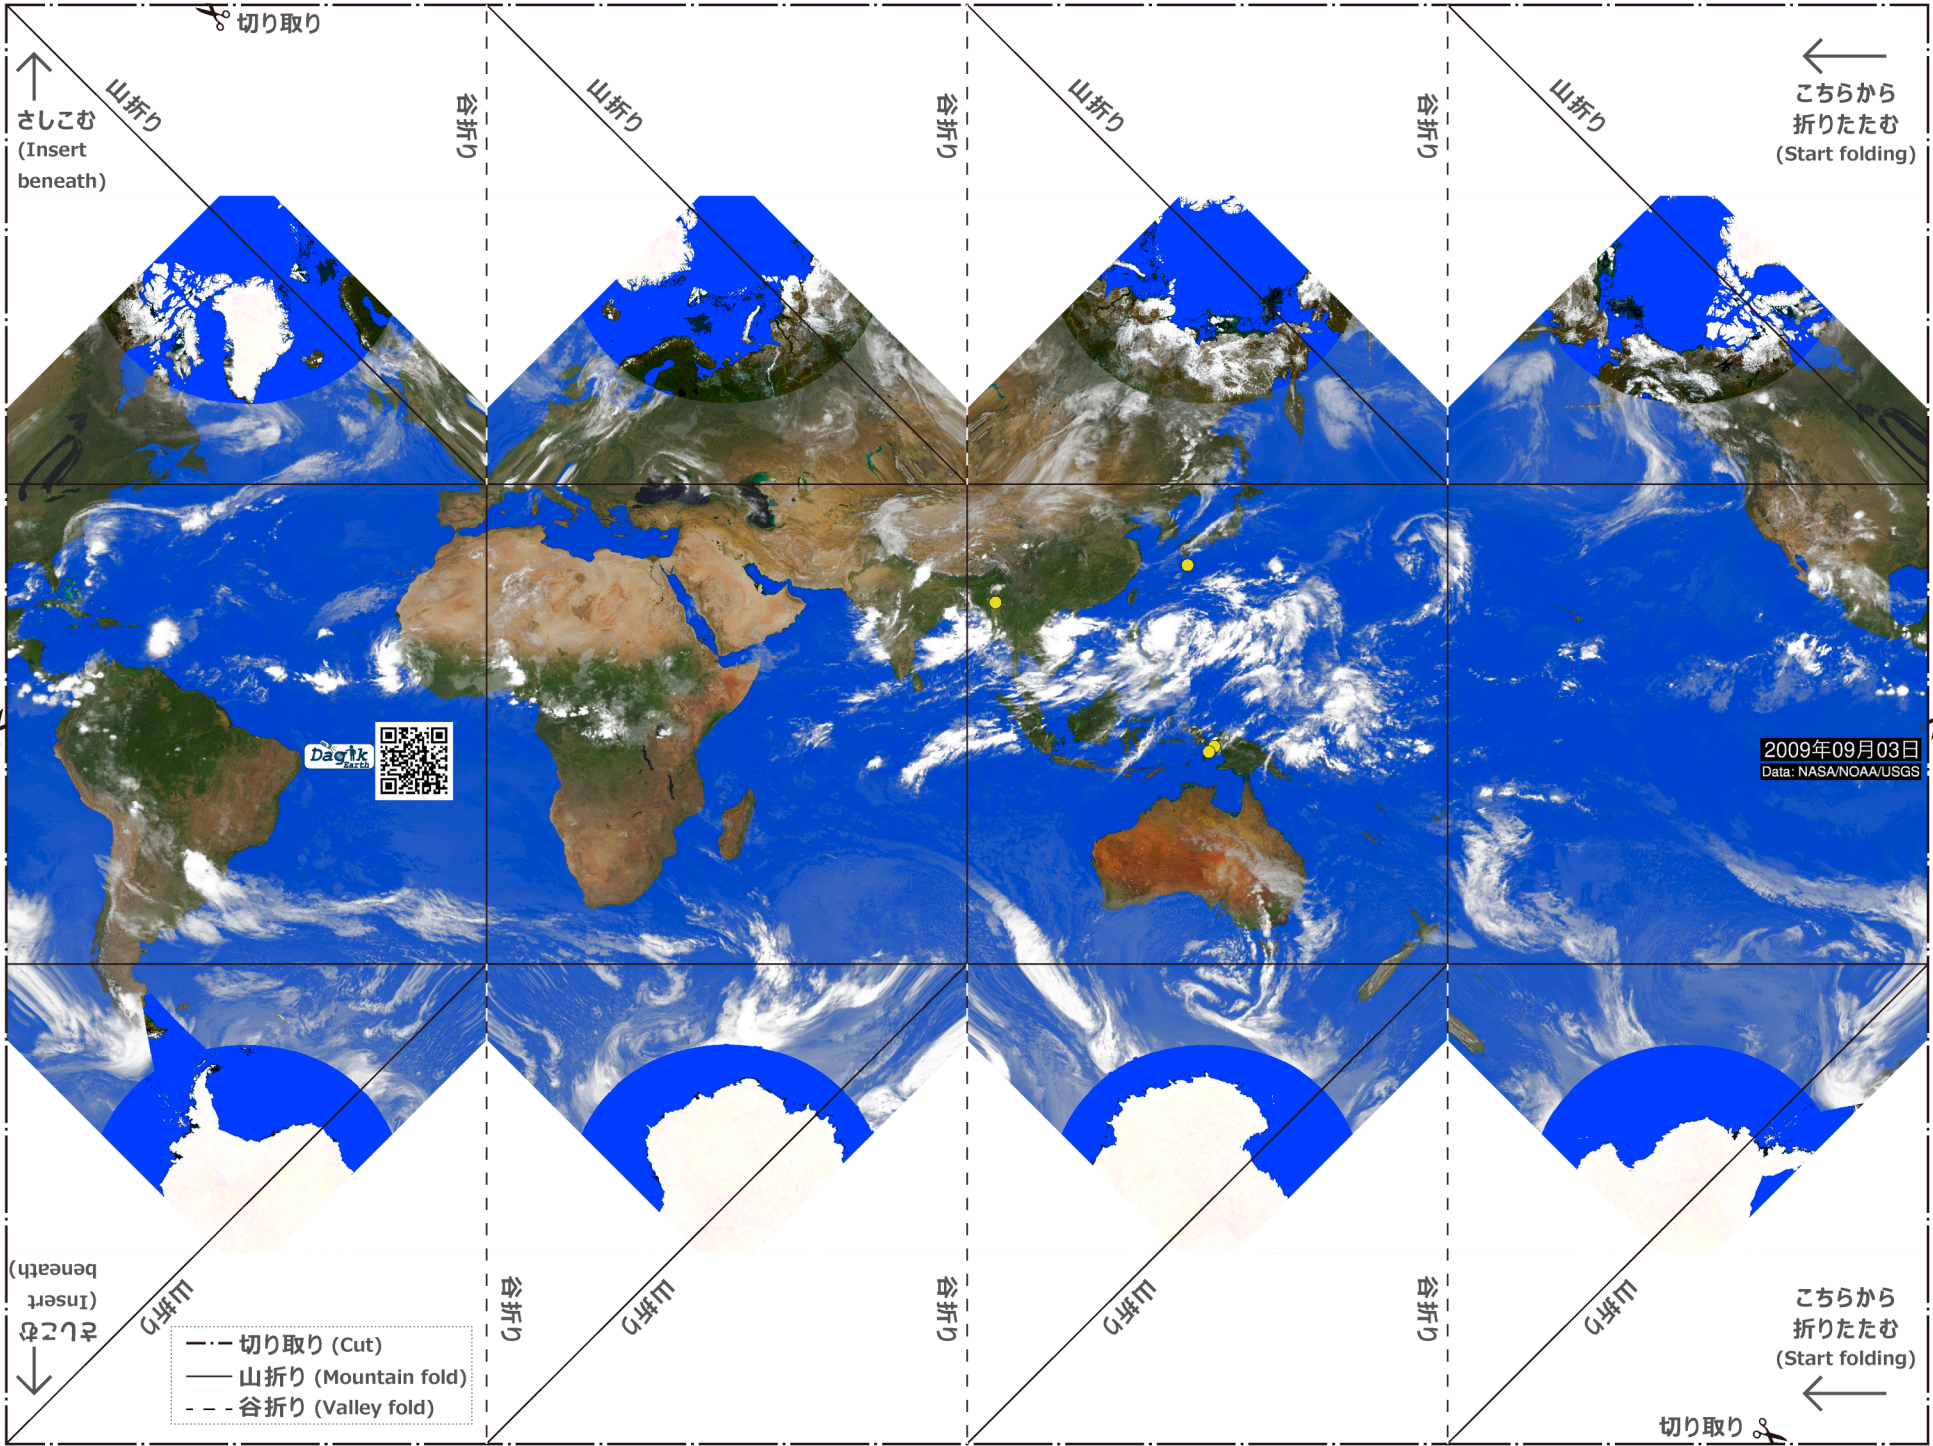 切り取り
山折り
谷折り
山折り
谷折り
山折り
谷折り
山折り
さしこむ
(Insert
beneath)
こちらから
折りたたむ
(Start folding)
Dagik
Earth
2009年09月03日
Data: NASA/NOAA/USGS
さしこむ
(Insert
beneath)
山折り
谷折り
山折り
谷折り
山折り
谷折り
山折り
切り取り (Cut)
山折り (Mountain fold)
谷折り (Valley fold)
こちらから
折りたたむ
(Start folding)
切り取り